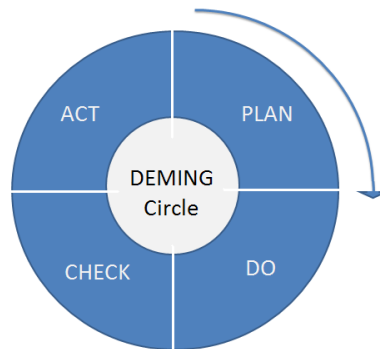 ACT
PLAN
DEMING
Circle
CHECK
DO